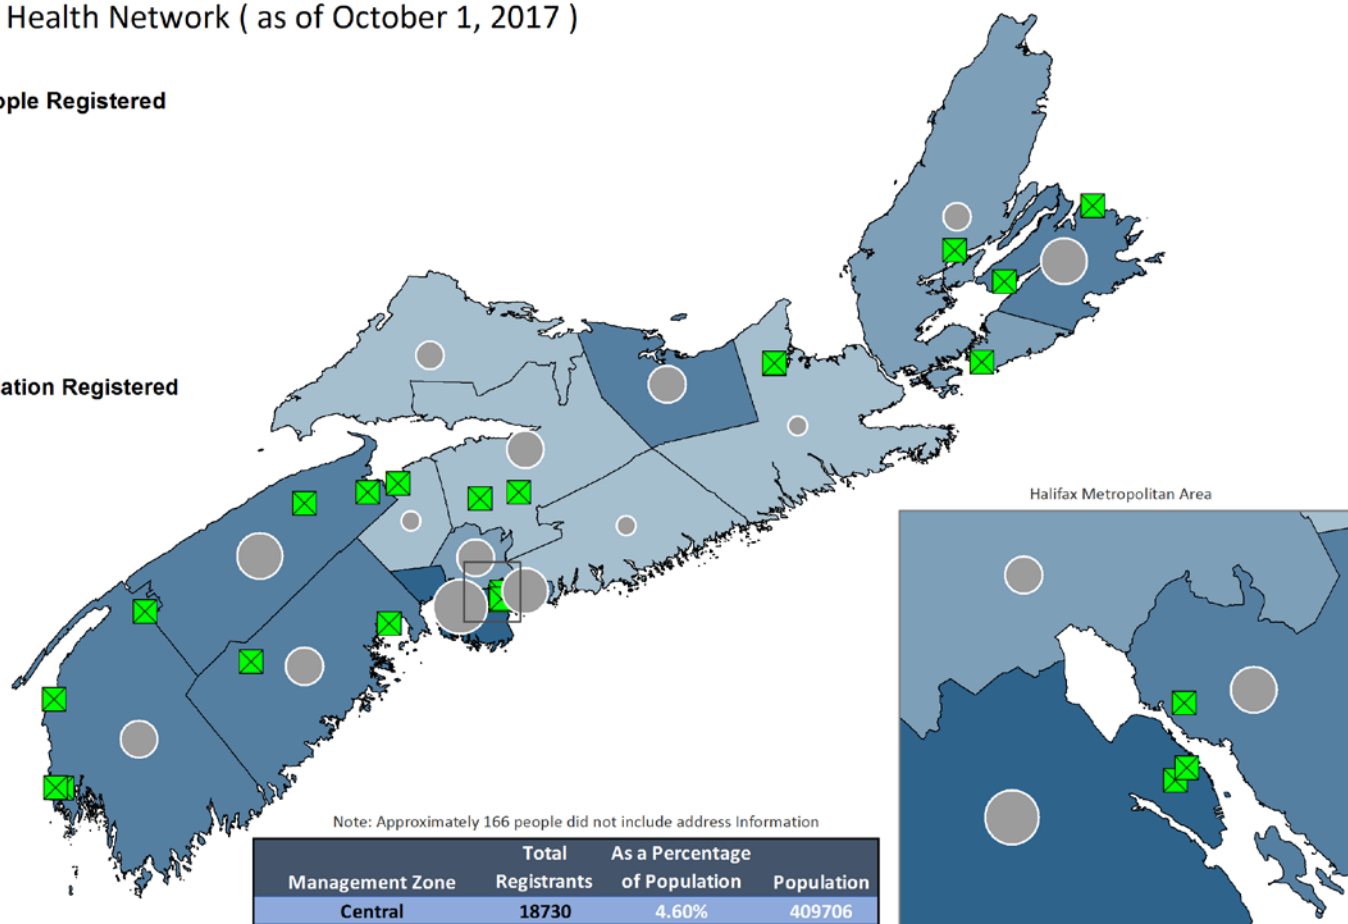 Health Network ( as of October 1, 2017 )
ople Registered
ation Registered
Halifax Metropolitan Area
Note: Approximately 166 people did not include address Information
Management Zone Total Registrants As a Percentage of Population Population
Central 18730 4.60% 409706